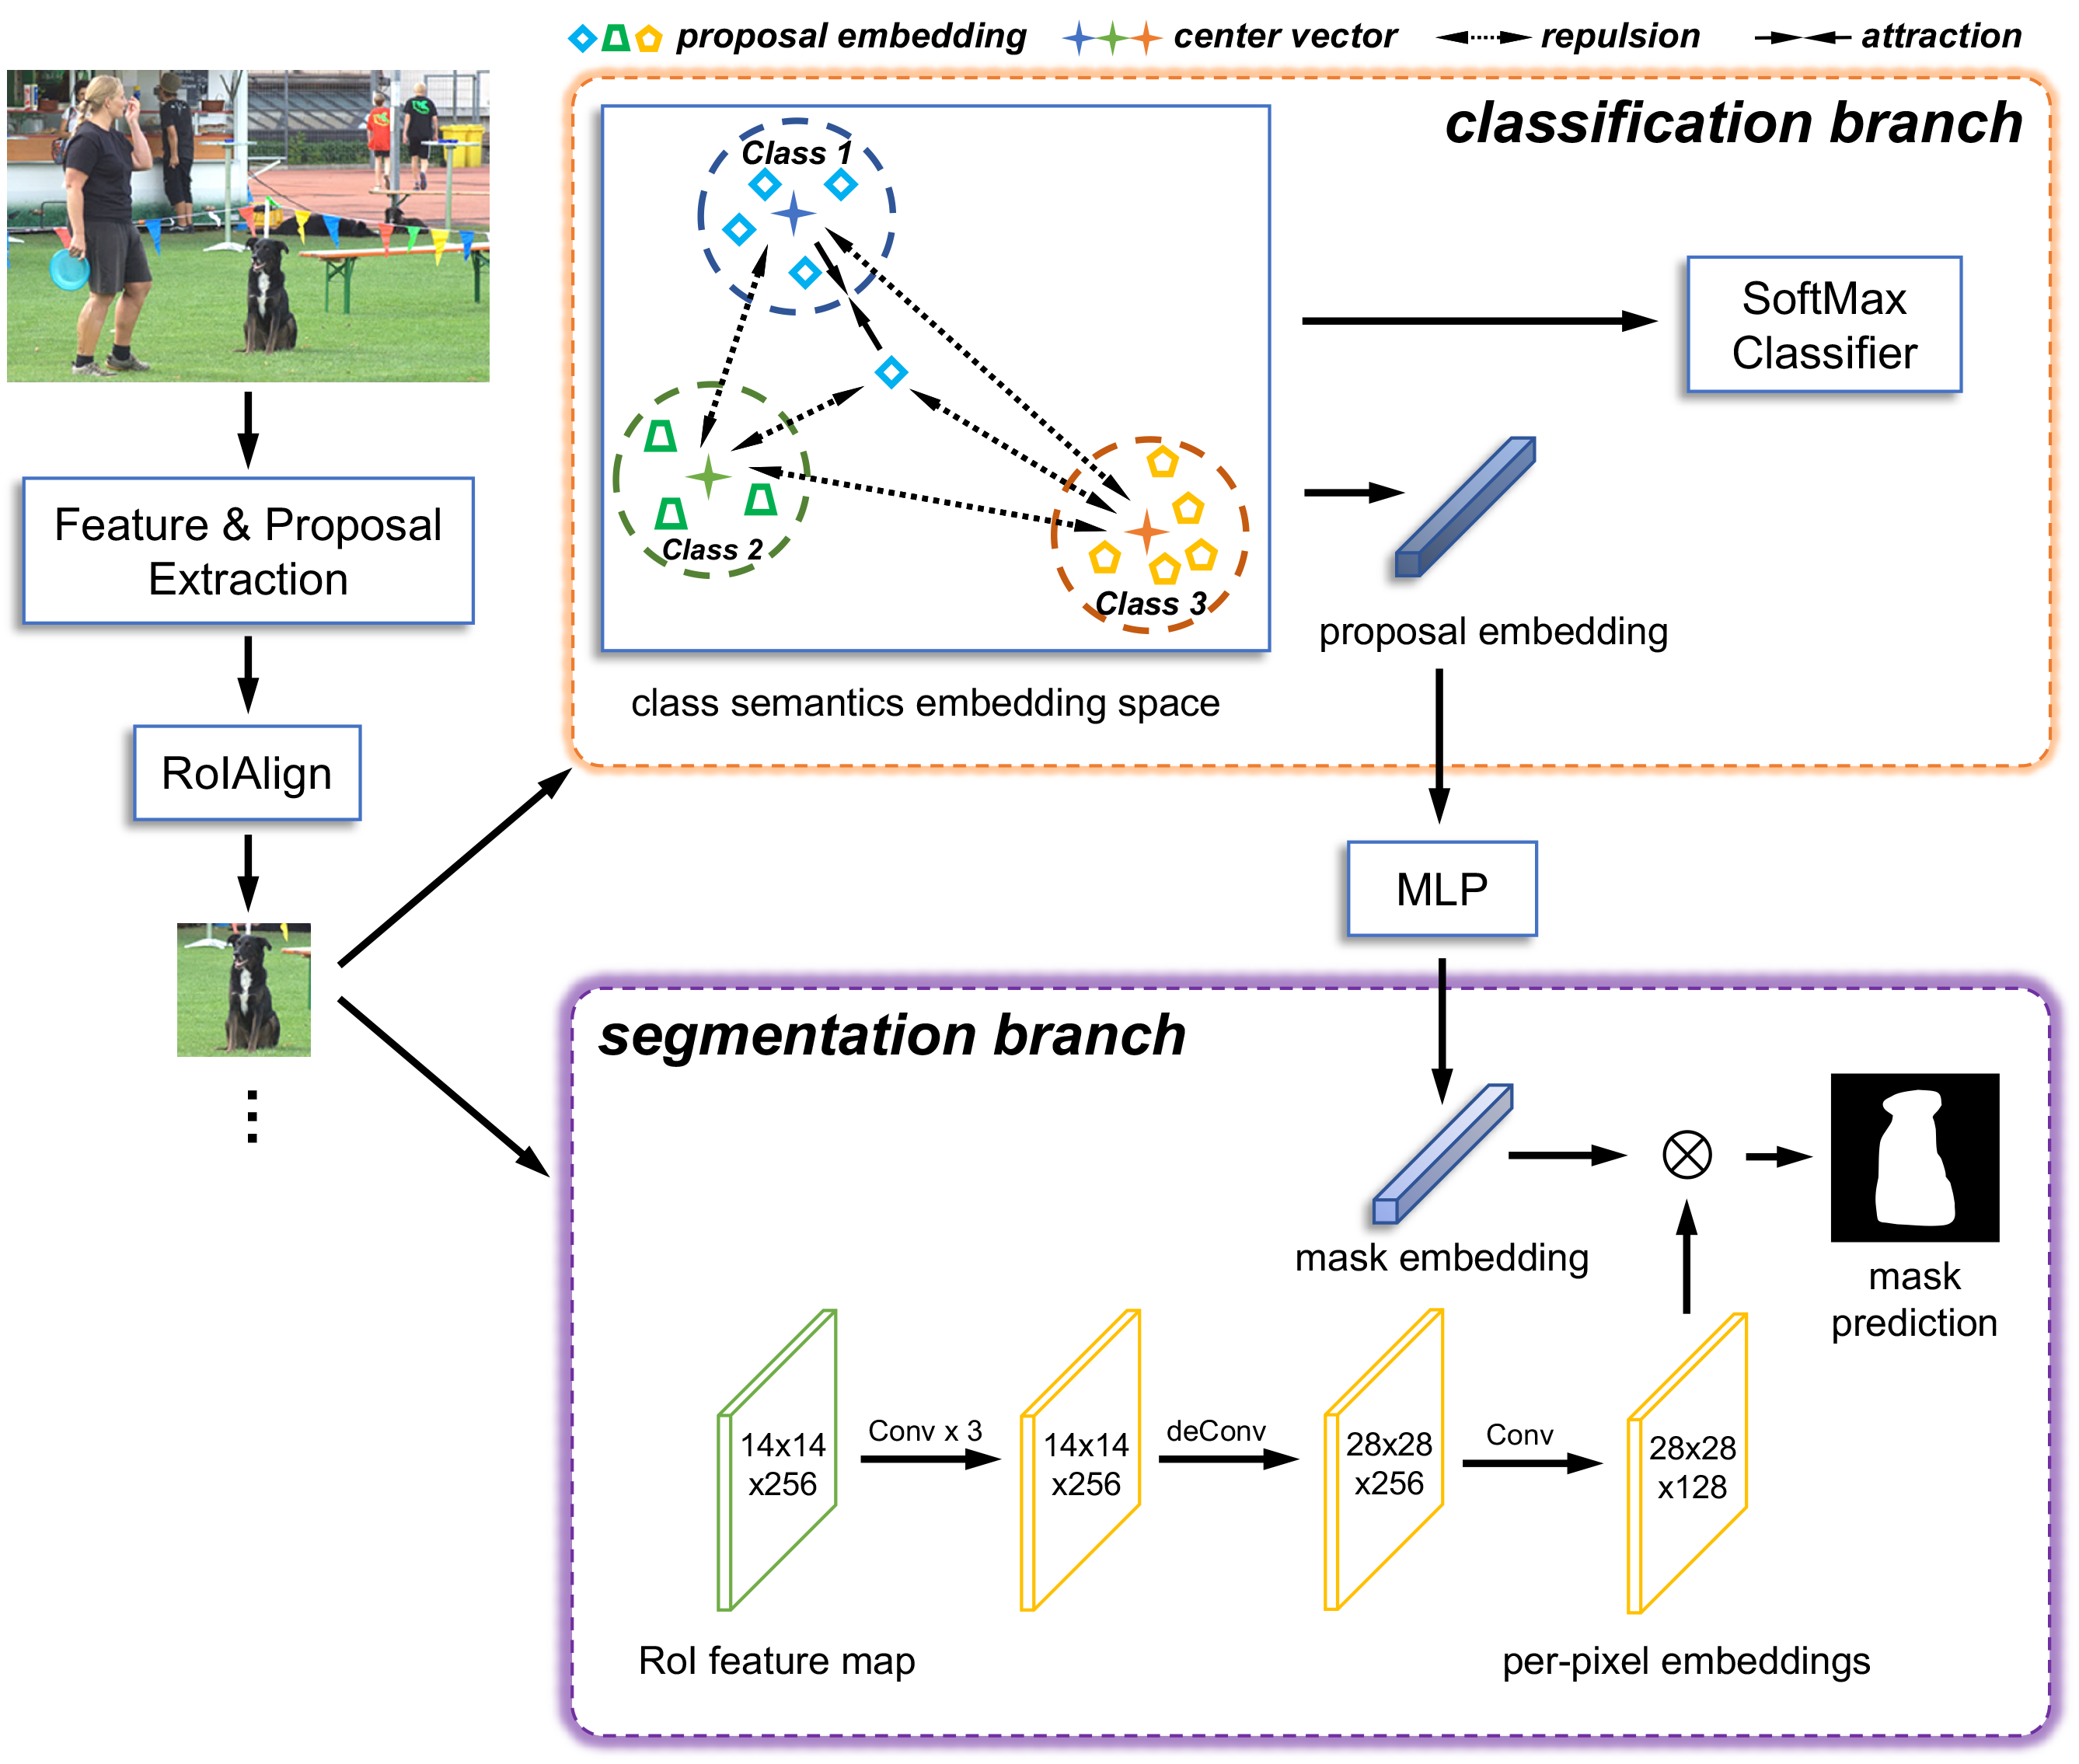 proposal embedding
center vector
repulsion
attraction
classification branch
Class 1
Class 2
Class 3
class semantics embedding space
SoftMax
Classifier
proposal embedding
Feature & Proposal
Extraction
RoIAlign
MLP
segmentation branch
mask embedding
mask
prediction
14x14
x256
Conv x 3
14x14
x256
deConv
28x28
x256
Conv
28x28
x128
RoI feature map
per-pixel embeddings